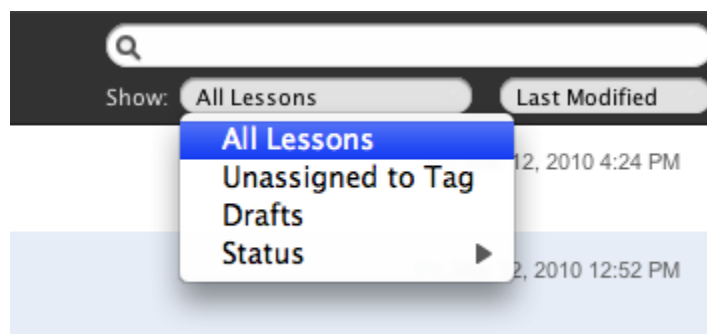 Show: All Lessons Last Modified
All Lessons
Unassigned to Tag
12, 2010 4:24 PM
Drafts
Status
2, 2010 12:52 PM